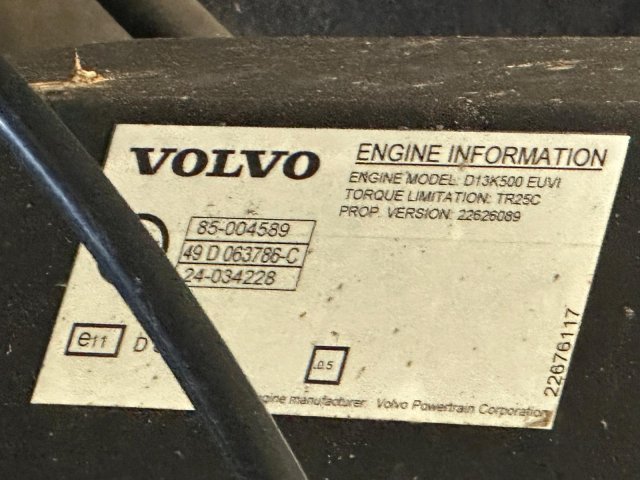 VOLVO
ENGINE INFORMATION
ENGINE MODEL: D13K500 EUVI
TORQUE LIMITATION: TR25C
PROP. VERSION: 22626089
85-004589
49 D 063786-C
24-034228
e11 D
.05
22676117
manufacturer: Volvo Powertrain Corporation